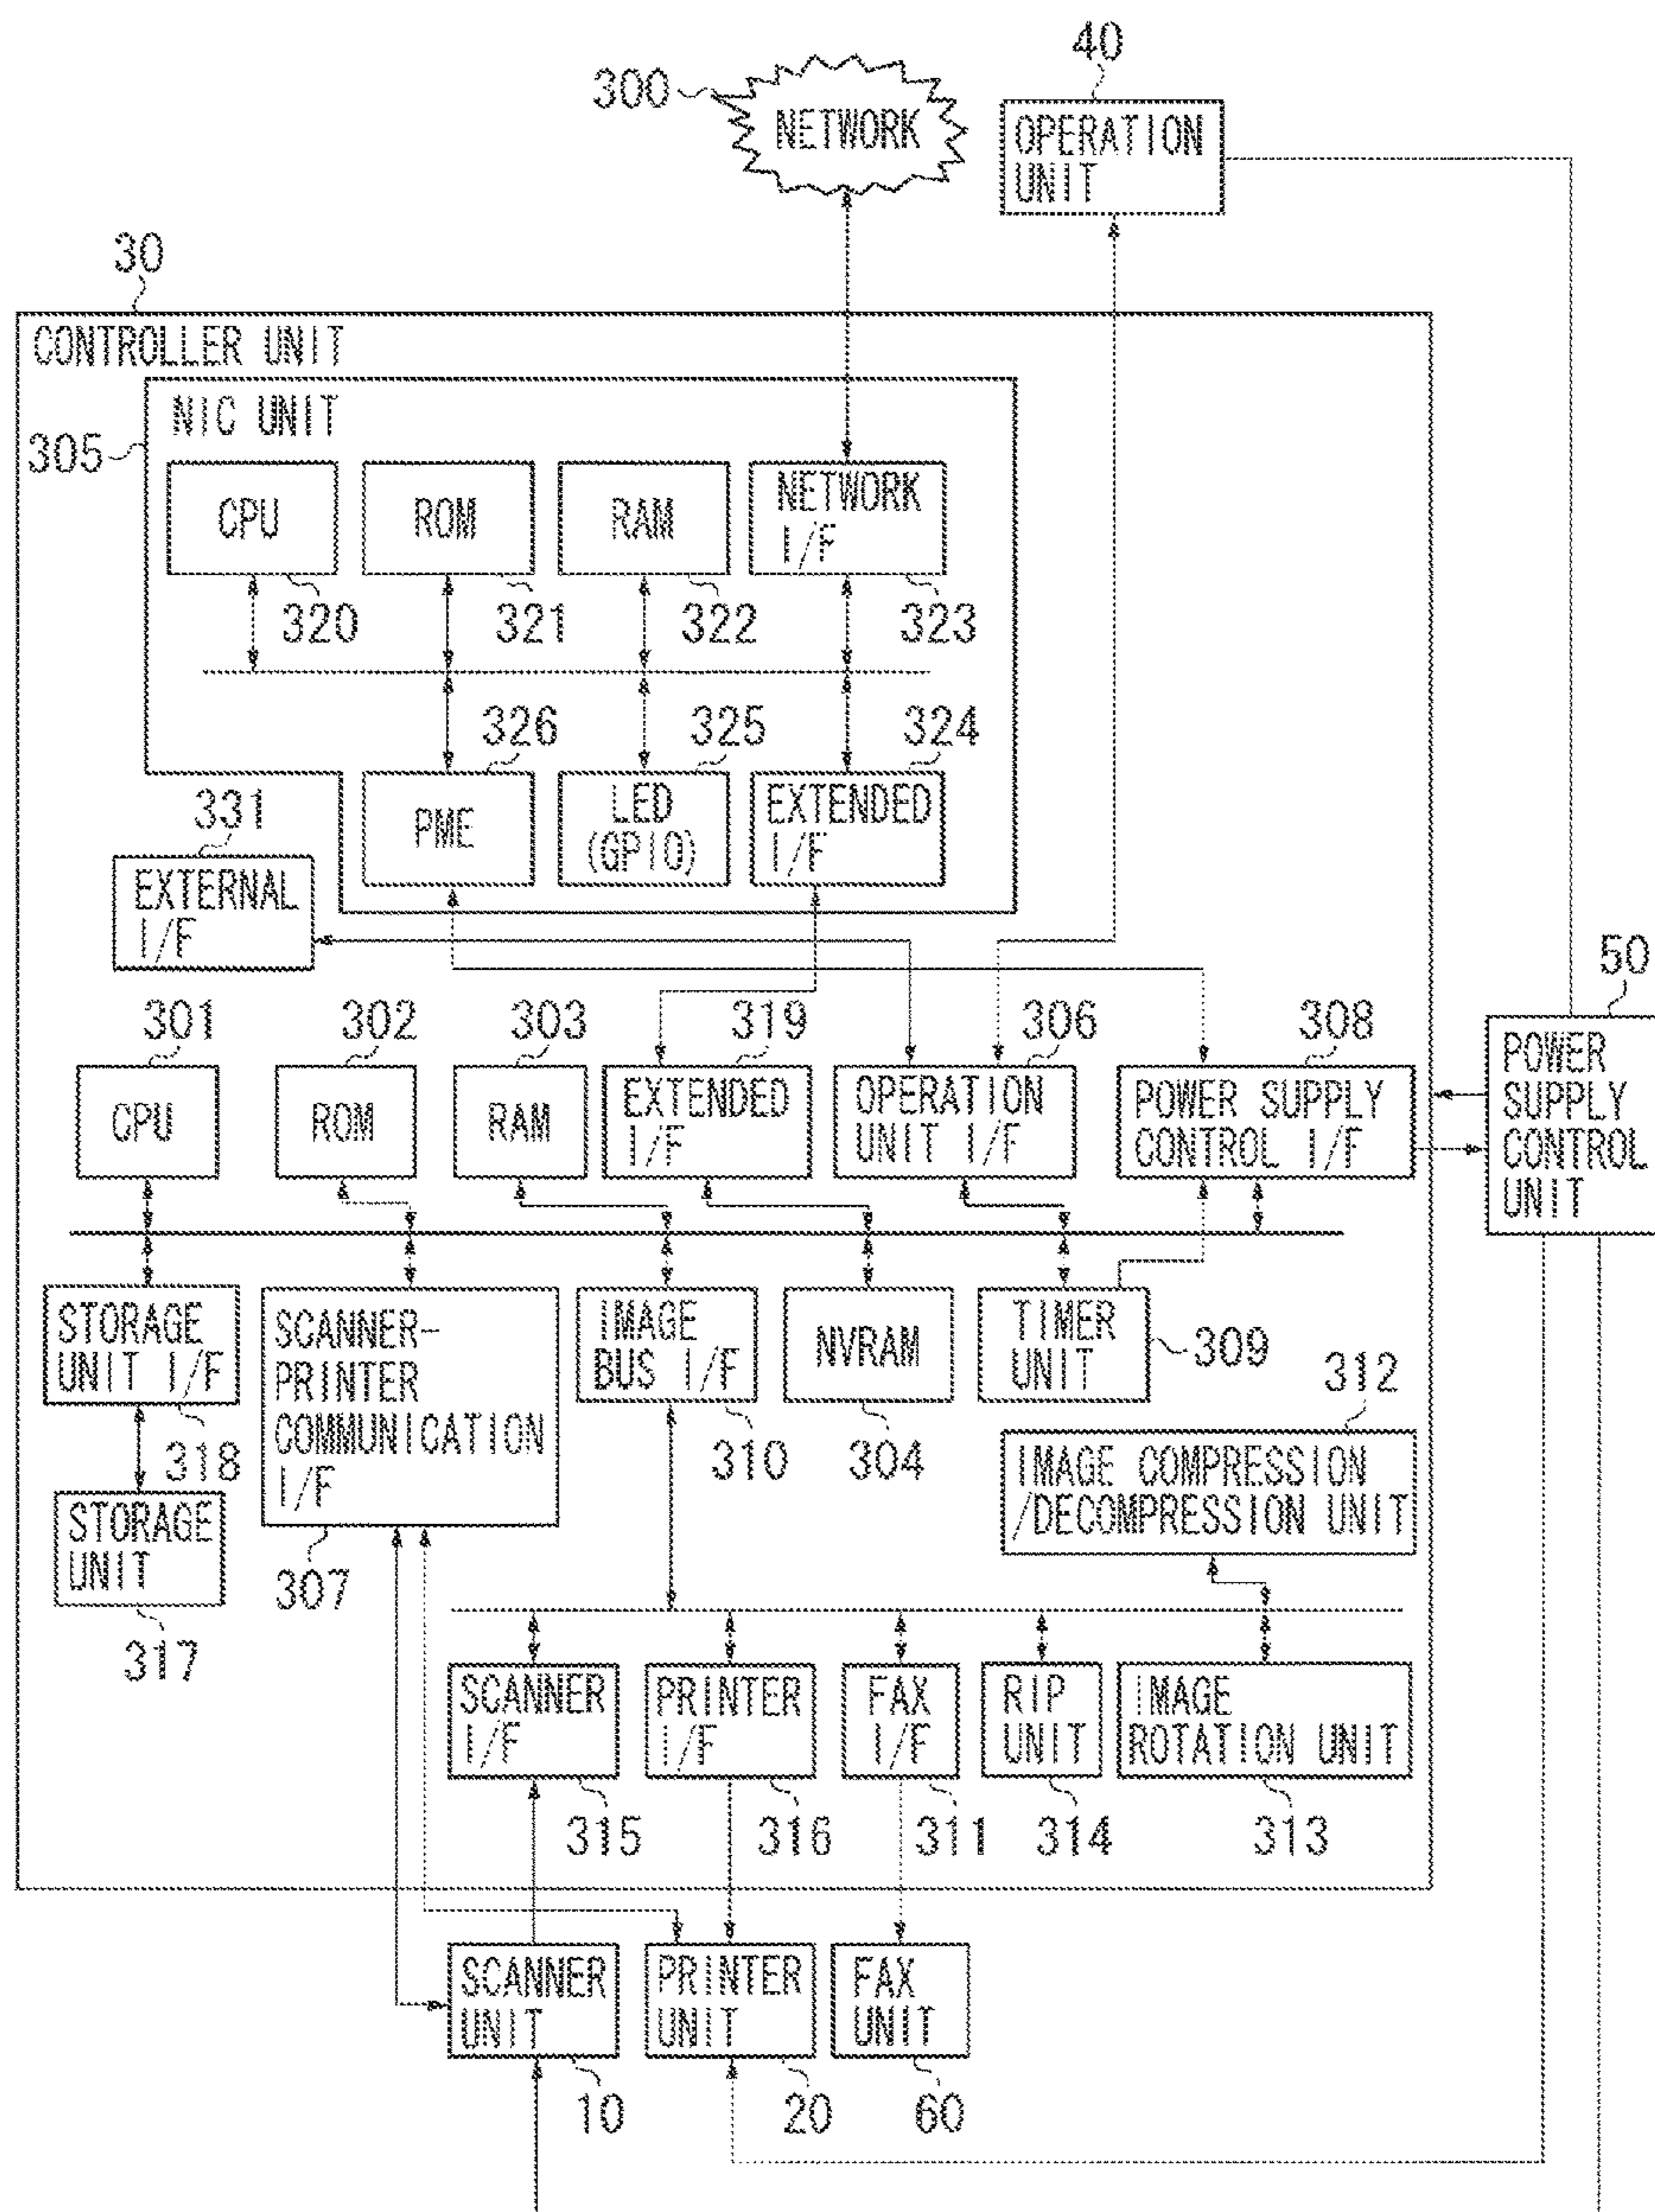 40
300
NETWORK
OPERATION
UNIT
30
CONTROLLER UNIT
NIC UNIT
305
CPU
ROM
RAM
NETWORK
I/F
320
321
322
323
326
325
324
PME
LED
(GPIO)
EXTENDED
I/F
331
EXTERNAL
I/F
50
POWER
SUPPLY
CONTROL
UNIT
301
302
303
319
306
308
CPU
ROM
RAM
EXTENDED
I/F
OPERATION
UNIT I/F
POWER SUPPLY
CONTROL I/F
STORAGE
UNIT I/F
SCANNER-
PRINTER
COMMUNICATION
I/F
IMAGE
BUS I/F
NVRAM
TIMER
UNIT
309
312
318
310
304
IMAGE COMPRESSION
/DECOMPRESSION UNIT
STORAGE
UNIT
307
317
SCANNER
I/F
PRINTER
I/F
FAX
I/F
RIP
UNIT
IMAGE
ROTATION UNIT
315
316
311
314
313
SCANNER
UNIT
PRINTER
UNIT
FAX
UNIT
10
20
60